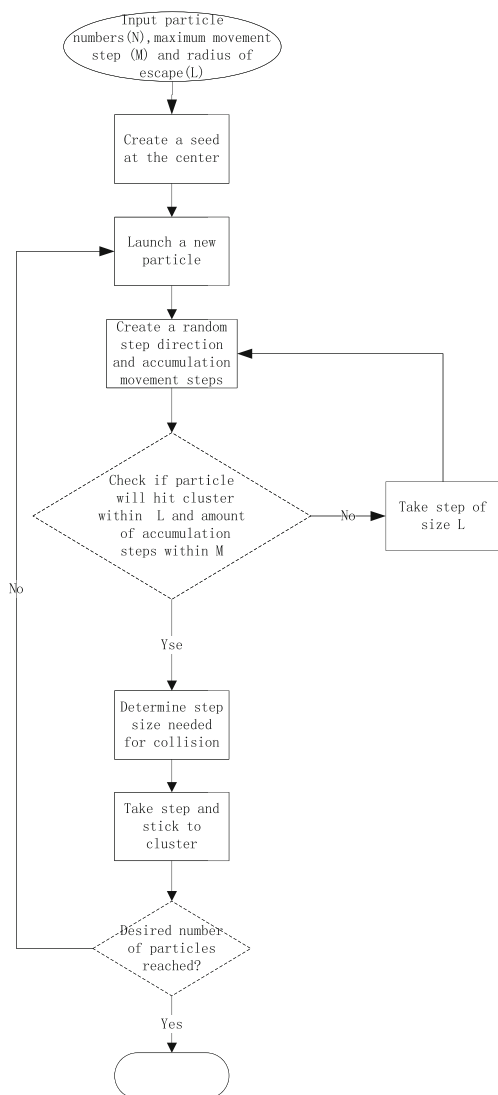 Input particle
numbers(N),maximum movement
step (M) and radius of
escape(L)
Create a seed
at the center
Launch a new
particle
Create a random
step direction
and accumulation
movement steps
Check if particle
will hit cluster
within L and amount
of accumulation
steps within M
No
Take step of
size L
No
Yse
Determine step
size needed
for collision
Take step and
stick to
cluster
Desired number
of particles
reached?
Yes